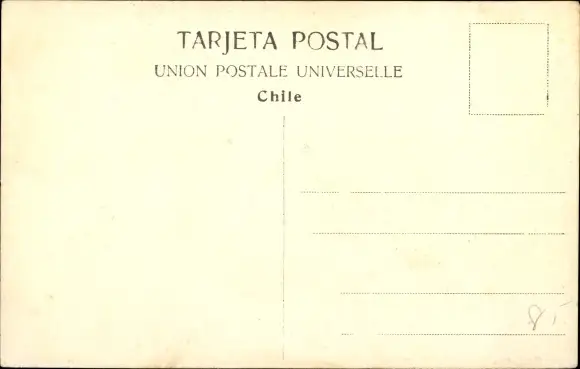 TARJETA POSTAL
UNION POSTALE UNIVERSELLE
Chile